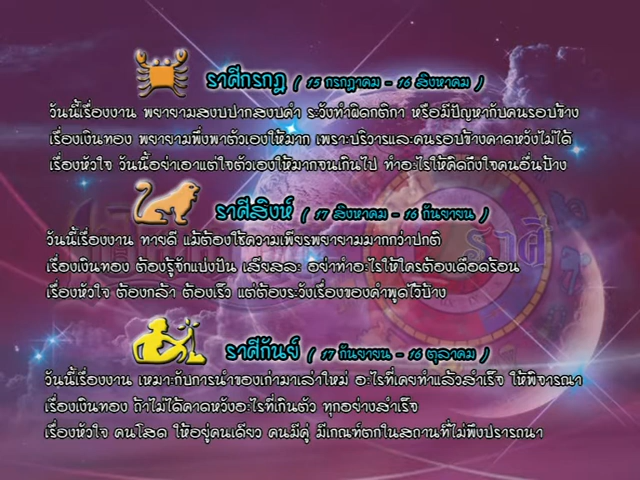 ราศีกรกฎ ( 15 กรกฎาคม - 16 สิงหาคม )
วันนี้เรื่องงาน พยายามสงบปากสงบคำ ระวังทำผิดกติกา หรือมีปัญหากับคนรอบข้าง
เรื่องเงินทอง พยายามพึ่งพาตัวเองให้มาก เพราะบริวารและคนรอบข้างคาดหวังไม่ได้
เรื่องหัวใจ วันนี้อย่าเอาแต่ใจตัวเองให้มากจนเกินไป ทำอะไรให้คิดถึงใจคนอื่นบ้าง
ราศีสิงห์ ( 17 สิงหาคม - 16 กันยายน )
วันนี้เรื่องงาน ทายดี แม้ต้องใช้ความเพียรพยายามมากกว่าปกติ
เรื่องเงินทอง ต้องรู้จักแบ่งปัน เสียสละ อย่าทำอะไรให้ใครต้องเดือดร้อน
เรื่องหัวใจ ต้องกล้า ต้องเร็ว แต่ต้องระวังเรื่องของคำพูดไว้บ้าง
ราศีกันย์ ( 17 กันยายน - 16 ตุลาคม )
วันนี้เรื่องงาน เหมาะกับการนำของเก่ามาเล่าใหม่ อะไรที่เคยทำแล้วสำเร็จ ให้พิจารณา
เรื่องเงินทอง ถ้าไม่ได้คาดหวังอะไรที่เกินตัว ทุกอย่างสำเร็จ
เรื่องหัวใจ คนโสด ให้อยู่คนเดียว คนมีคู่ มีเกณฑ์ตกในสถานที่ไม่พึงปรารถนา
ราศี